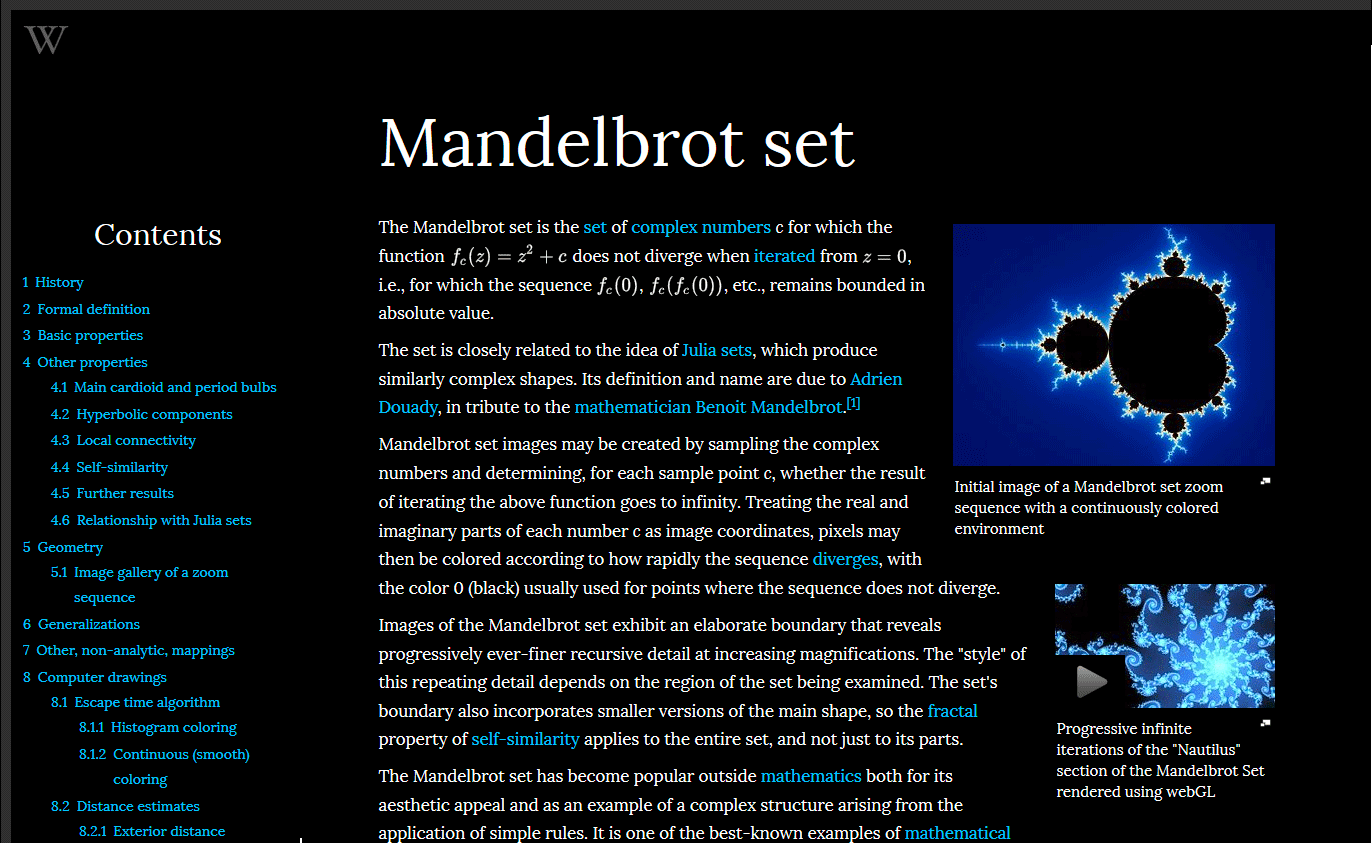 W
Mandelbrot set
Contents
1 History
2 Formal definition
3 Basic properties
4 Other properties
4.1 Main cardioid and period bulbs
4.2 Hyperbolic components
4.3 Local connectivity
4.4 Self-similarity
4.5 Further results
4.6 Relationship with Julia sets
5 Geometry
5.1 Image gallery of a zoom
sequence
6 Generalizations
7 Other, non-analytic, mappings
8 Computer drawings
8.1 Escape time algorithm
8.1.1 Histogram coloring
8.1.2 Continuous (smooth)
coloring
8.2 Distance estimates
8.2.1 Exterior distance
The Mandelbrot set is the set of complex numbers c for which the
function f_c(z) = z² + c does not diverge when iterated from z = 0,
i.e., for which the sequence f_c(0), f_c(f_c(0)), etc., remains bounded in
absolute value.
The set is closely related to the idea of Julia sets, which produce
similarly complex shapes. Its definition and name are due to Adrien
Douady, in tribute to the mathematician Benoit Mandelbrot.[1]
Mandelbrot set images may be created by sampling the complex
numbers and determining, for each sample point c, whether the result
of iterating the above function goes to infinity. Treating the real and
imaginary parts of each number c as image coordinates, pixels may
then be colored according to how rapidly the sequence diverges, with
the color 0 (black) usually used for points where the sequence does not diverge.
Images of the Mandelbrot set exhibit an elaborate boundary that reveals
progressively ever-finer recursive detail at increasing magnifications. The "style" of
this repeating detail depends on the region of the set being examined. The set's
boundary also incorporates smaller versions of the main shape, so the fractal
property of self-similarity applies to the entire set, and not just to its parts.
The Mandelbrot set has become popular outside mathematics both for its
aesthetic appeal and as an example of a complex structure arising from the
application of simple rules. It is one of the best-known examples of mathematical
Initial image of a Mandelbrot set zoom
sequence with a continuously colored
environment
Progressive infinite
iterations of the "Nautilus"
section of the Mandelbrot Set
rendered using webGL